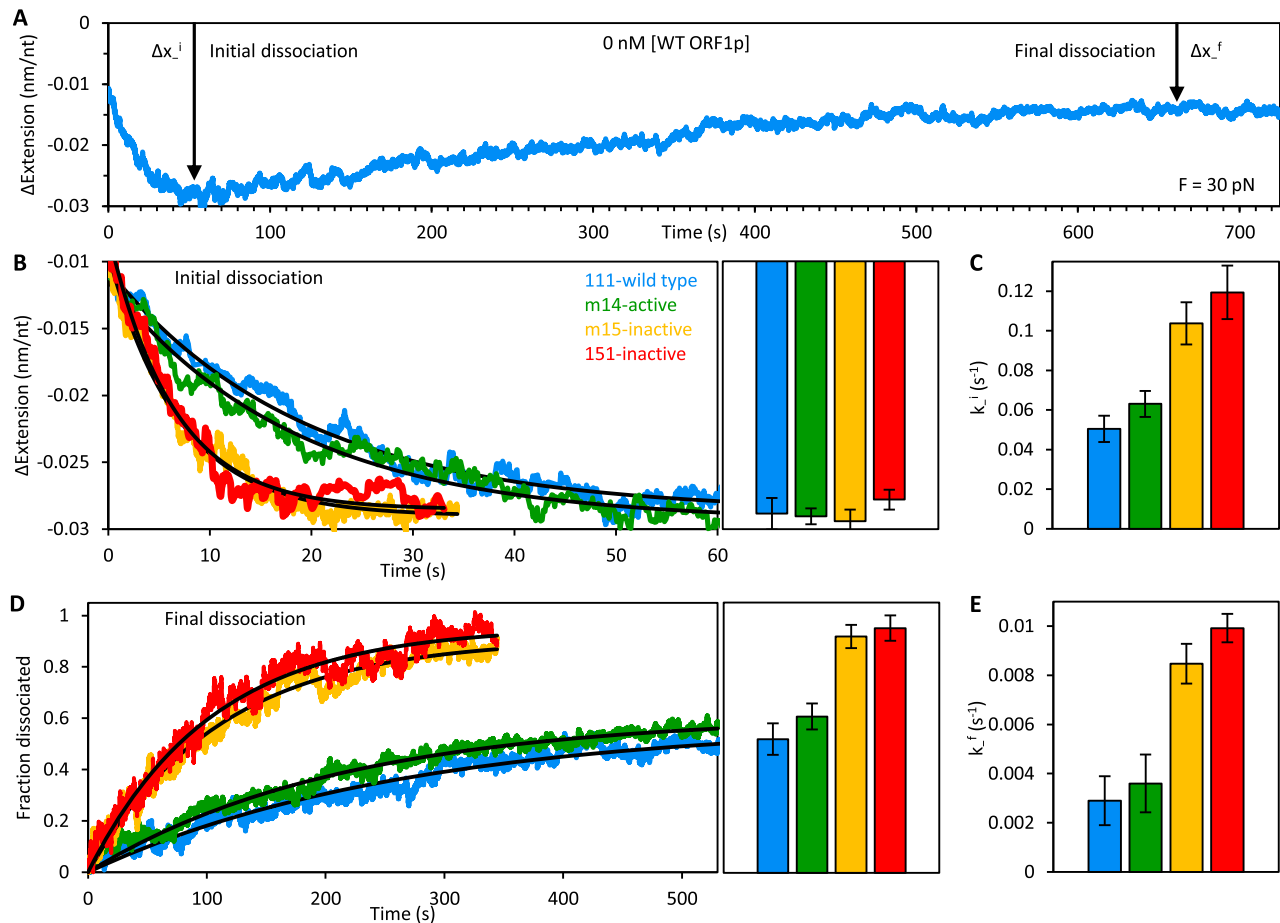 A
0
-0.01
-0.02
-0.03
ΔExtension (nm/nt)
Δx_ⁱ
Initial dissociation
0 nM [WT ORF1p]
Final dissociation
Δx_ᶠ
F = 30 pN
0
100
200
300
Time (s)
400
500
600
700
B
-0.01
-0.015
-0.02
-0.025
-0.03
ΔExtension (nm/nt)
Initial dissociation
111-wild type
m14-active
m15-inactive
151-inactive
0
10
20
30
40
50
60
Time (s)
C
0.12
0.1
0.08
0.06
0.04
0.02
0
k_ⁱ (s⁻¹)
D
1
0.8
0.6
0.4
0.2
0
Fraction dissociated
Final dissociation
0
100
200
300
400
500
Time (s)
E
0.01
0.008
0.006
0.004
0.002
0
k_ᶠ (s⁻¹)